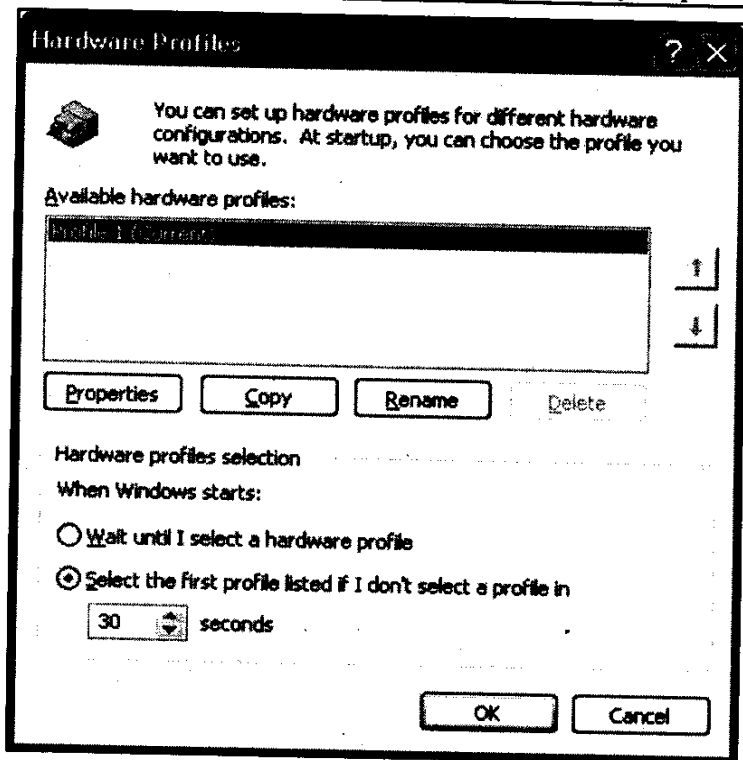 Hardware Profiles
You can set up hardware profiles for different hardware
configurations. At startup, you can choose the profile you
want to use.
Available hardware profiles:
Profile 1 (Current)
Properties Copy Rename Delete
Hardware profiles selection
When Windows starts:
Wait until I select a hardware profile
Select the first profile listed if I don't select a profile in
30 seconds
OK Cancel